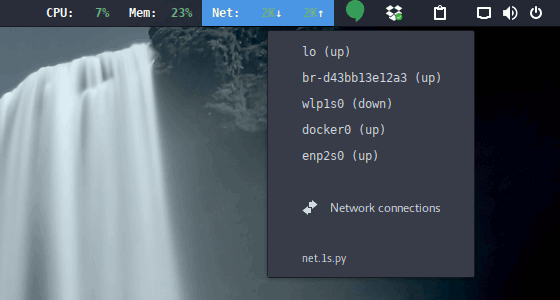 CPU: 7% Mem: 23% Net: 2K↓ 2K↑
lo (up)
br-d43bb13e12a3 (up)
wlp1s0 (down)
docker0 (up)
enp2s0 (up)
Network connections
net.1s.py